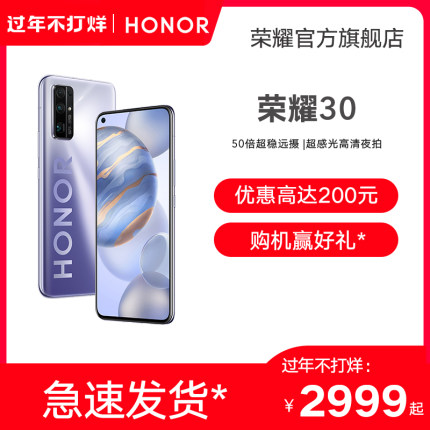 过年不打烊 HONOR
荣耀官方旗舰店
荣耀30
50倍超稳远摄|超感光高清夜拍
优惠高达200元
购机赢好礼*
HONOR
过年不打烊:
急速发货*
¥2999起